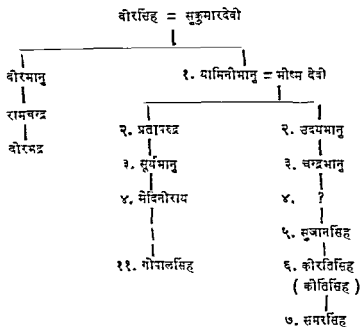 वीरसिंह = सुकुमारदेवी
वीरभानु १. यामिनीभानु = भीष्म देवी
रामचन्द्र २. प्रतापरुद्र २. उदयभानु
वीरभद्र ३. सूर्यभानु ३. चन्द्रभानु
४. मेदिनीराय ४. ?
५. सुजानसिंह
११. गोपालसिंह ६. कीरतिसिंह
( कीर्तिसिंह )
७. समरसिंह